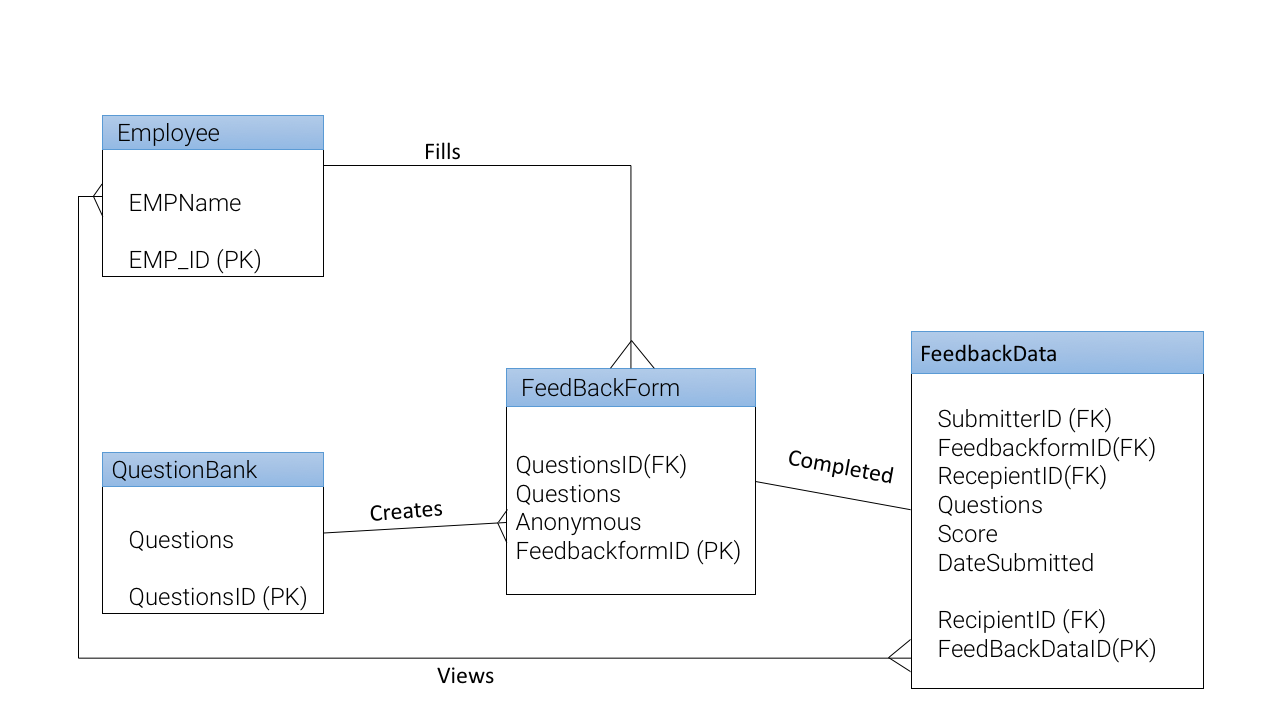 Employee
EMPName
EMP_ID (PK)
Fills
FeedBackForm
QuestionsID(FK)
Questions
Anonymous
FeedbackformID (PK)
QuestionBank
Questions
QuestionsID (PK)
Creates
Completed
FeedbackData
SubmitterID (FK)
FeedbackformID(FK)
RecepientID(FK)
Questions
Score
DateSubmitted
RecipientID (FK)
FeedBackDataID(PK)
Views